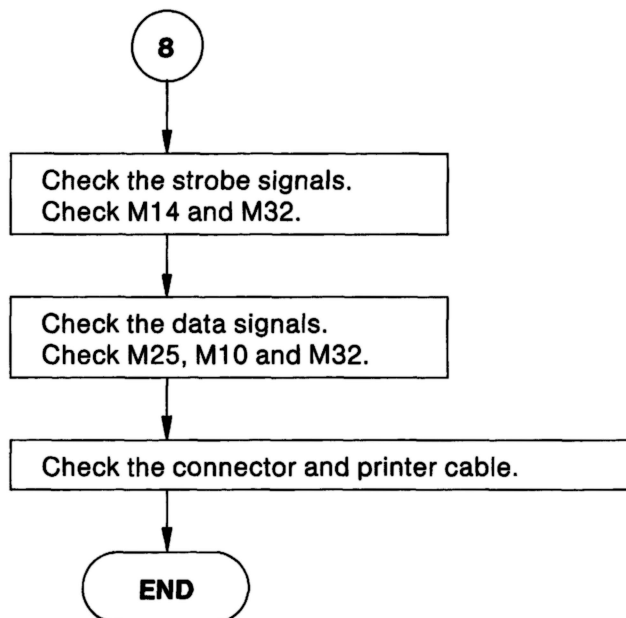 8
Check the strobe signals.
Check M14 and M32.
Check the data signals.
Check M25, M10 and M32.
Check the connector and printer cable.
END